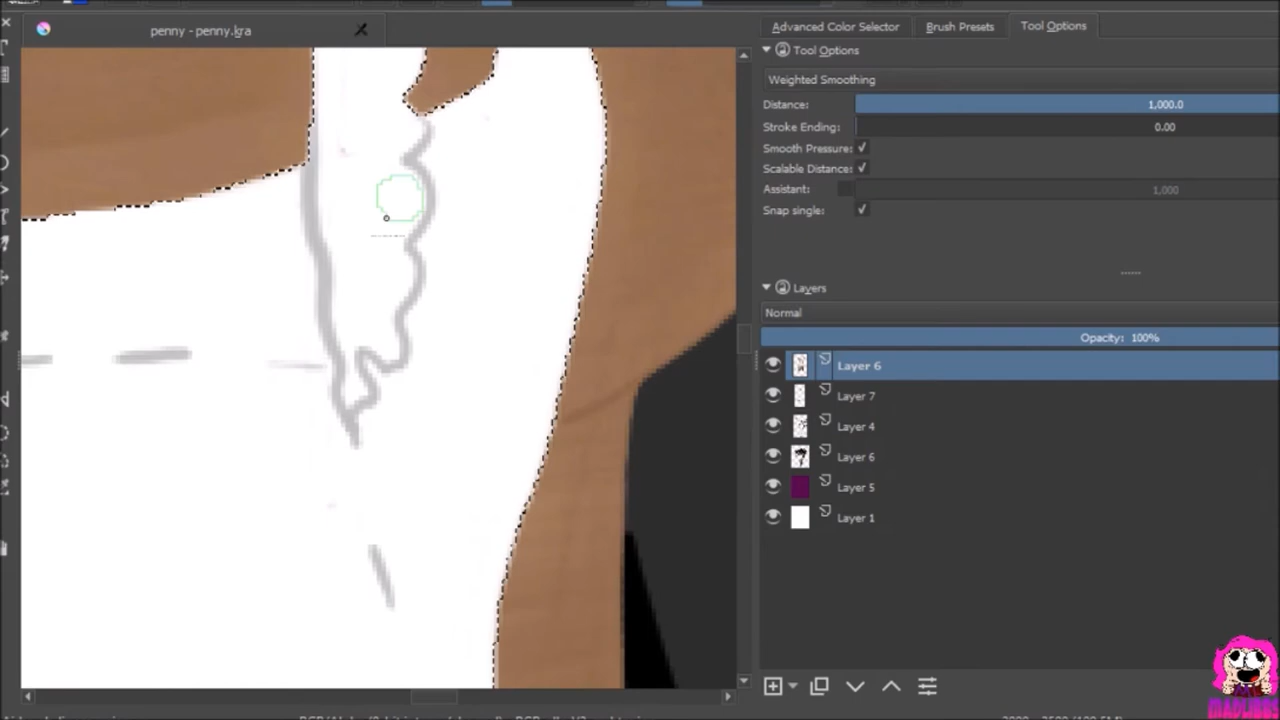 penny - penny.kra
Advanced Color Selector
Brush Presets
Tool Options
Tool Options
Weighted Smoothing
Distance: 1,000.0
Stroke Ending: 0.00
Smooth Pressure:
Scalable Distance:
Assistant: 1,000
Snap single:
Layers
Normal
Opacity: 100%
Layer 6
Layer 7
Layer 4
Layer 6
Layer 5
Layer 1